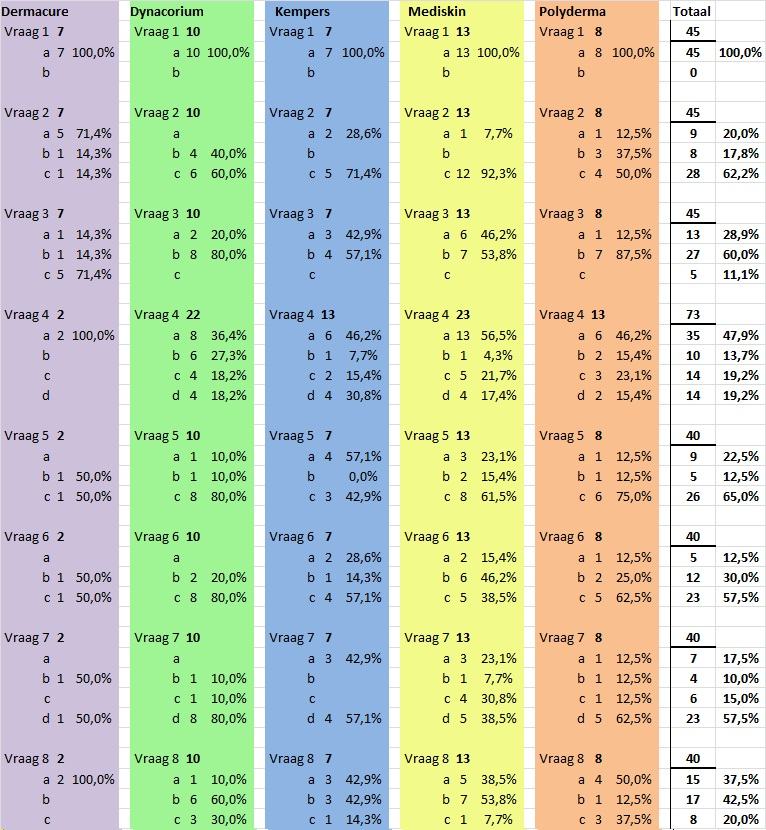 Dermacure Dynacorium Kempers Mediskin Polyderma Totaal
Vraag 1 7 Vraag 1 10 Vraag 1 7 Vraag 1 13 Vraag 1 8 45
a 7 100,0% a 10 100,0% a 7 100,0% a 13 100,0% a 8 100,0% 45 100,0%
b b b b b 0
Vraag 2 7 Vraag 2 10 Vraag 2 7 Vraag 2 13 Vraag 2 8 45
a 5 71,4% a a 2 28,6% a 1 7,7% a 1 12,5% 9 20,0%
b 1 14,3% b 4 40,0% b b b 3 37,5% 8 17,8%
c 1 14,3% c 6 60,0% c 5 71,4% c 12 92,3% c 4 50,0% 28 62,2%
Vraag 3 7 Vraag 3 10 Vraag 3 7 Vraag 3 13 Vraag 3 8 45
a 1 14,3% a 2 20,0% a 3 42,9% a 6 46,2% a 1 12,5% 13 28,9%
b 1 14,3% b 8 80,0% b 4 57,1% b 7 53,8% b 7 87,5% 27 60,0%
c 5 71,4% c c c c 5 11,1%
Vraag 4 2 Vraag 4 22 Vraag 4 13 Vraag 4 23 Vraag 4 13 73
a 2 100,0% a 8 36,4% a 6 46,2% a 13 56,5% a 6 46,2% 35 47,9%
b b 6 27,3% b 1 7,7% b 1 4,3% b 2 15,4% 10 13,7%
c c 4 18,2% c 2 15,4% c 5 21,7% c 3 23,1% 14 19,2%
d d 4 18,2% d 4 30,8% d 4 17,4% d 2 15,4% 14 19,2%
Vraag 5 2 Vraag 5 10 Vraag 5 7 Vraag 5 13 Vraag 5 8 40
a a 1 10,0% a 4 57,1% a 3 23,1% a 1 12,5% 9 22,5%
b 1 50,0% b 1 10,0% b 0,0% b 2 15,4% b 1 12,5% 5 12,5%
c 1 50,0% c 8 80,0% c 3 42,9% c 8 61,5% c 6 75,0% 26 65,0%
Vraag 6 2 Vraag 6 10 Vraag 6 7 Vraag 6 13 Vraag 6 8 40
a a a 2 28,6% a 2 15,4% a 1 12,5% 5 12,5%
b 1 50,0% b 2 20,0% b 1 14,3% b 6 46,2% b 2 25,0% 12 30,0%
c 1 50,0% c 8 80,0% c 4 57,1% c 5 38,5% c 5 62,5% 23 57,5%
Vraag 7 2 Vraag 7 10 Vraag 7 7 Vraag 7 13 Vraag 7 8 40
a a a 3 42,9% a 3 23,1% a 1 12,5% 7 17,5%
b 1 50,0% b 1 10,0% b b 1 7,7% b 1 12,5% 4 10,0%
c c 1 10,0% c c 4 30,8% c 1 12,5% 6 15,0%
d 1 50,0% d 8 80,0% d 4 57,1% d 5 38,5% d 5 62,5% 23 57,5%
Vraag 8 2 Vraag 8 10 Vraag 8 7 Vraag 8 13 Vraag 8 8 40
a 2 100,0% a 1 10,0% a 3 42,9% a 5 38,5% a 4 50,0% 15 37,5%
b b 6 60,0% b 3 42,9% b 7 53,8% b 1 12,5% 17 42,5%
c c 3 30,0% c 1 14,3% c 1 7,7% c 3 37,5% 8 20,0%